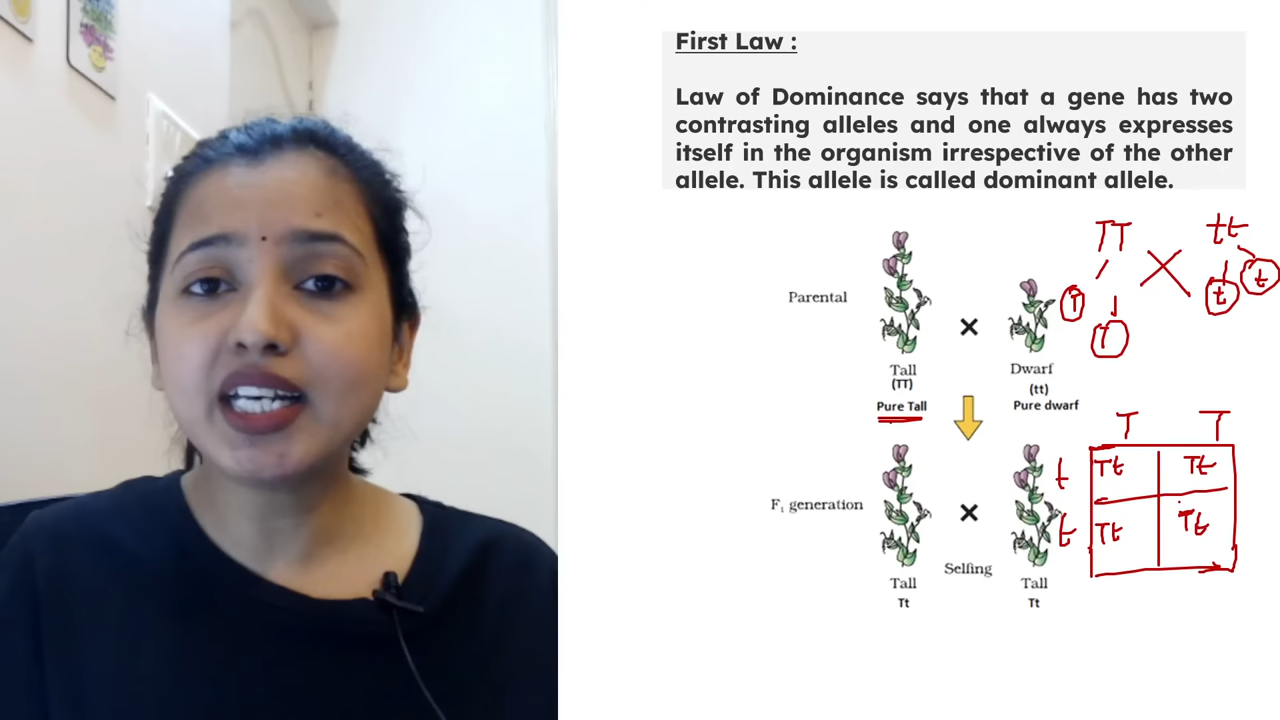 First Law :
Law of Dominance says that a gene has two
contrasting alleles and one always expresses
itself in the organism irrespective of the other
allele. This allele is called dominant allele.
TT tt
Parental
T t t
T
Tall Dwarf
(TT) (tt)
Pure Tall Pure dwarf
T T
t Tt Tt
F₁ generation
t Tt Tt
Selfing
Tall Tall
Tt Tt